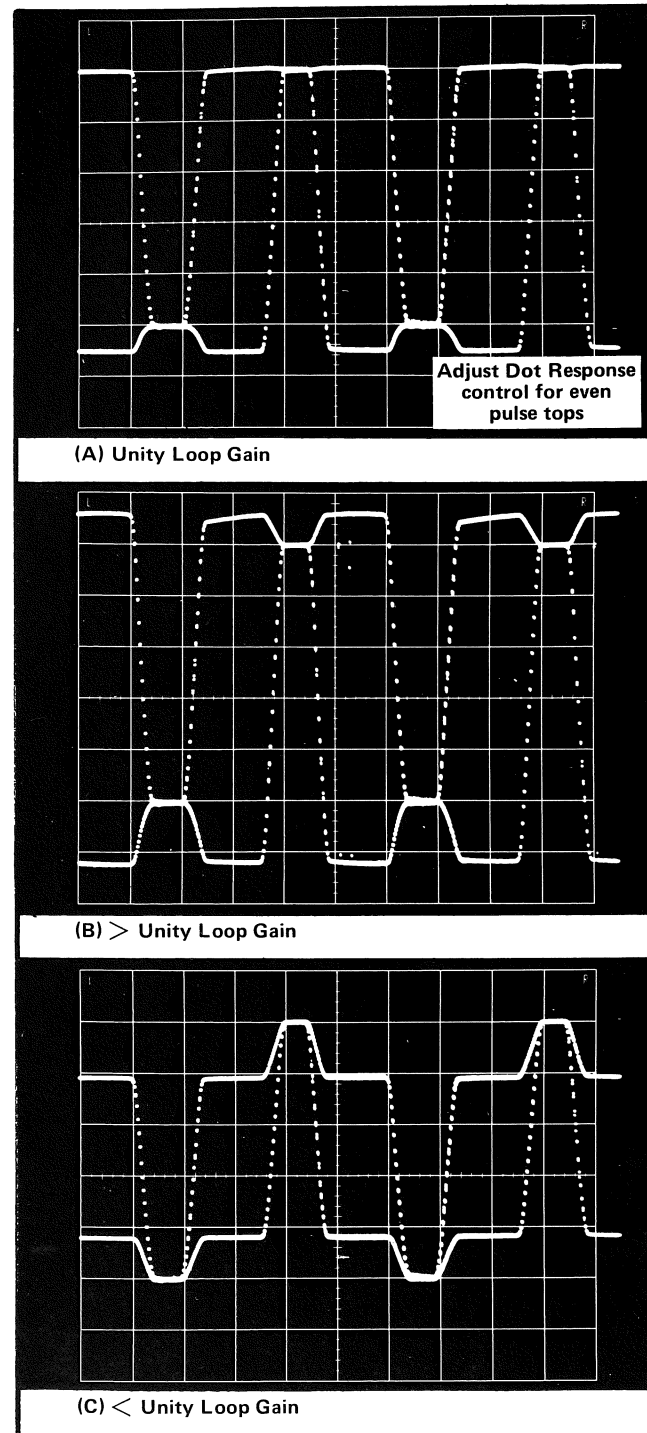 L R
Adjust Dot Response
control for even
pulse tops
(A) Unity Loop Gain
L R
(B) > Unity Loop Gain
L R
(C) < Unity Loop Gain